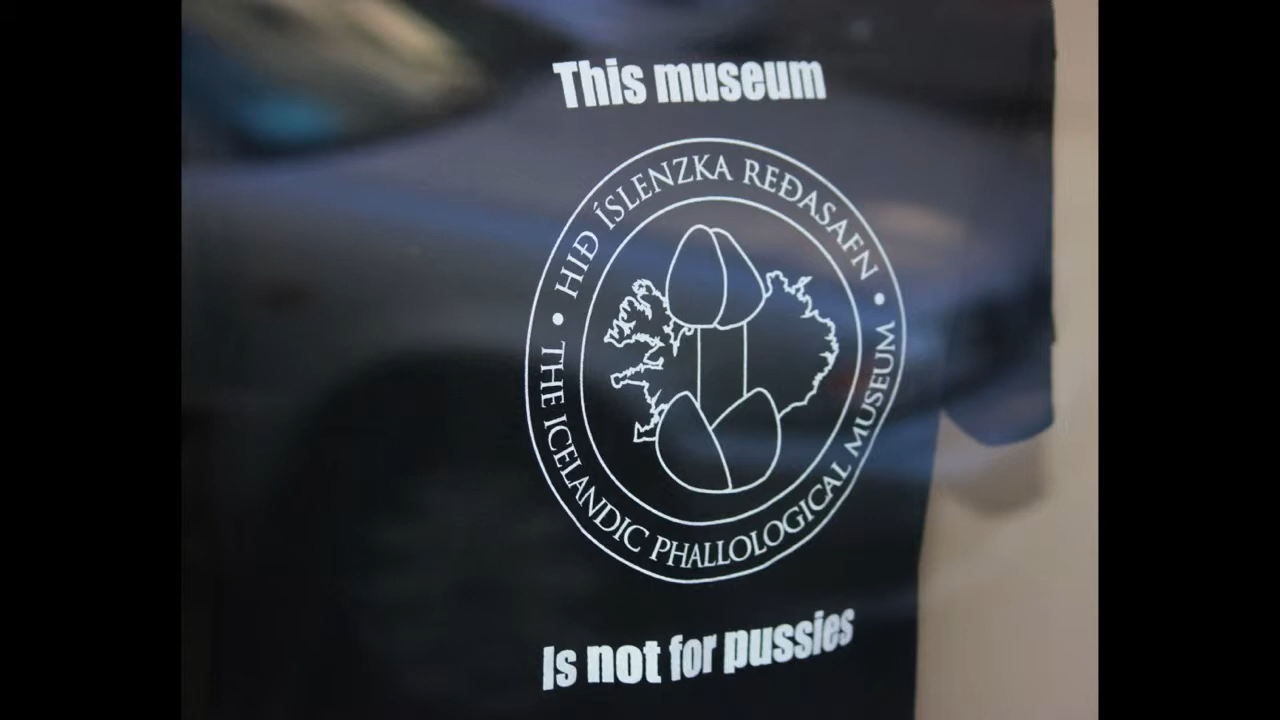 This museum
HIÐ ÍSLENZKA REÐASAFN
THE ICELANDIC PHALLOLOGICAL MUSEUM
Is not for pussies